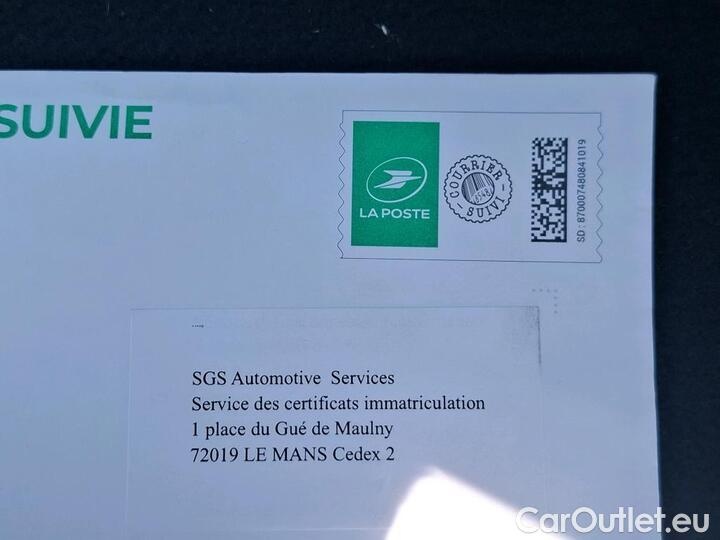 SUIVIE
LA POSTE
COURRIER
SUIVI
SD : 870007480841019
SGS Automotive Services
Service des certificats immatriculation
1 place du Gué de Maulny
72019 LE MANS Cedex 2
CarOutlet.eu